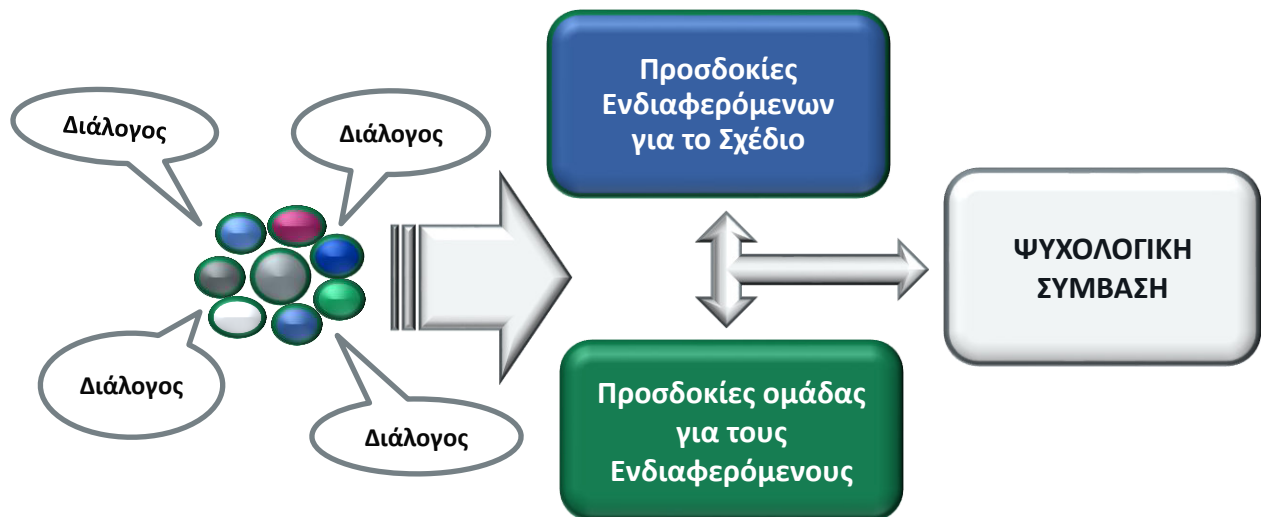 Διάλογος
Διάλογος
Διάλογος
Διάλογος
Προσδοκίες
Ενδιαφερόμενων
για το Σχέδιο
Προσδοκίες ομάδας
για τους
Ενδιαφερόμενους
ΨΥΧΟΛΟΓΙΚΗ
ΣΥΜΒΑΣΗ